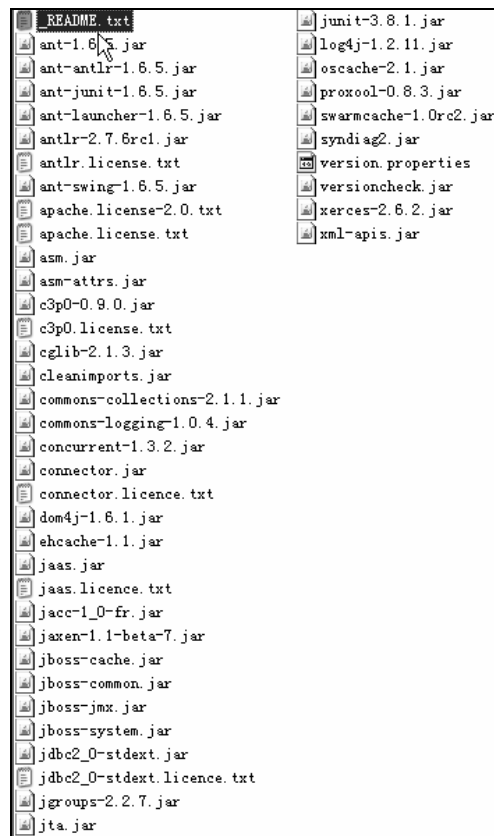 _README.txt
ant-1.6.5.jar
ant-antlr-1.6.5.jar
ant-junit-1.6.5.jar
ant-launcher-1.6.5.jar
antlr-2.7.6rc1.jar
antlr.license.txt
ant-swing-1.6.5.jar
apache.license-2.0.txt
apache.license.txt
asm.jar
asm-attrs.jar
c3p0-0.9.0.jar
c3p0.license.txt
cglib-2.1.3.jar
cleanimports.jar
commons-collections-2.1.1.jar
commons-logging-1.0.4.jar
concurrent-1.3.2.jar
connector.jar
connector.licence.txt
dom4j-1.6.1.jar
ehcache-1.1.jar
jaas.jar
jaas.licence.txt
jacc-1_0-fr.jar
jaxen-1.1-beta-7.jar
jboss-cache.jar
jboss-common.jar
jboss-jmx.jar
jboss-system.jar
jdbc2_0-stdext.jar
jdbc2_0-stdext.licence.txt
jgroups-2.2.7.jar
jta.jar
junit-3.8.1.jar
log4j-1.2.11.jar
oscache-2.1.jar
proxool-0.8.3.jar
swarmcache-1.0rc2.jar
syndiag2.jar
version.properties
versioncheck.jar
xerces-2.6.2.jar
xml-apis.jar